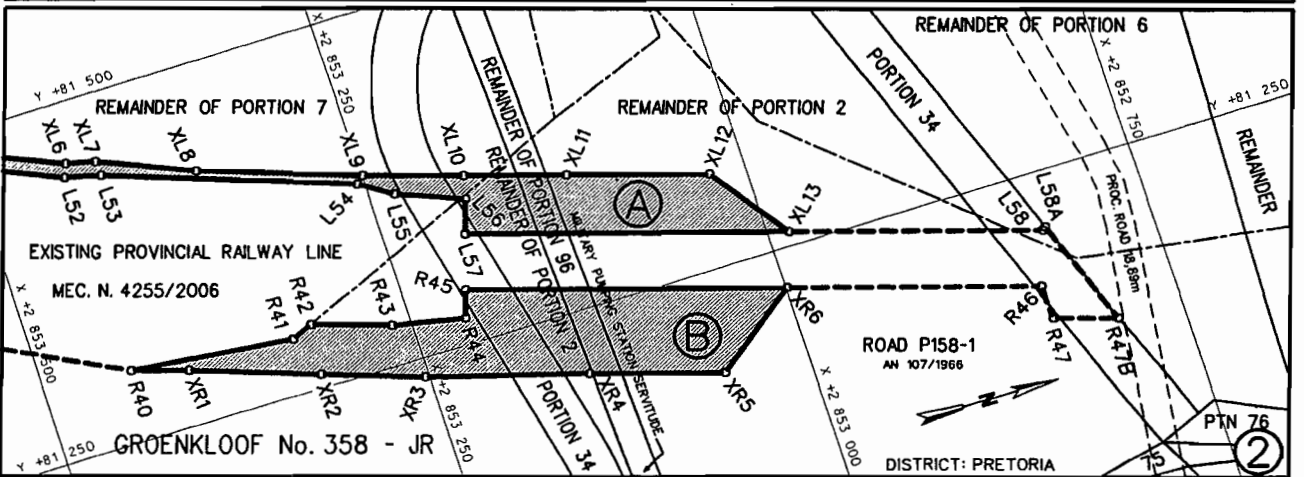 REMAINDER OF PORTION 6
X +2 853 250
Y +81 500
REMAINDER OF PORTION 7
REMAINDER OF PORTION 96
REMAINDER OF PORTION 2
PORTION 34
X +2 852 750
Y +81 250
REMAINDER
XL6
XL7
XL8
XL9
XL10
XL11
XL12
XL13
REMAINDER OF PORTION 2
A
L52
L53
L54
L55
L56
L57
L58
L58A
PROC. ROAD 18,89m
EXISTING PROVINCIAL RAILWAY LINE
MEC. N. 4255/2006
MILITARY PUMPING STATION SERVITUDE
X +2 853 500
R41
R42
R43
R45
R44
XR6
R46
R47
R47B
B
ROAD P158-1
AN 107/1966
R40
XR1
XR2
XR3
XR4
XR5
X +2 853 250
X +2 853 000
N
PORTION 34
Y +81 250
GROENKLOOF No. 358 - JR
DISTRICT: PRETORIA
PTN 76
75
2